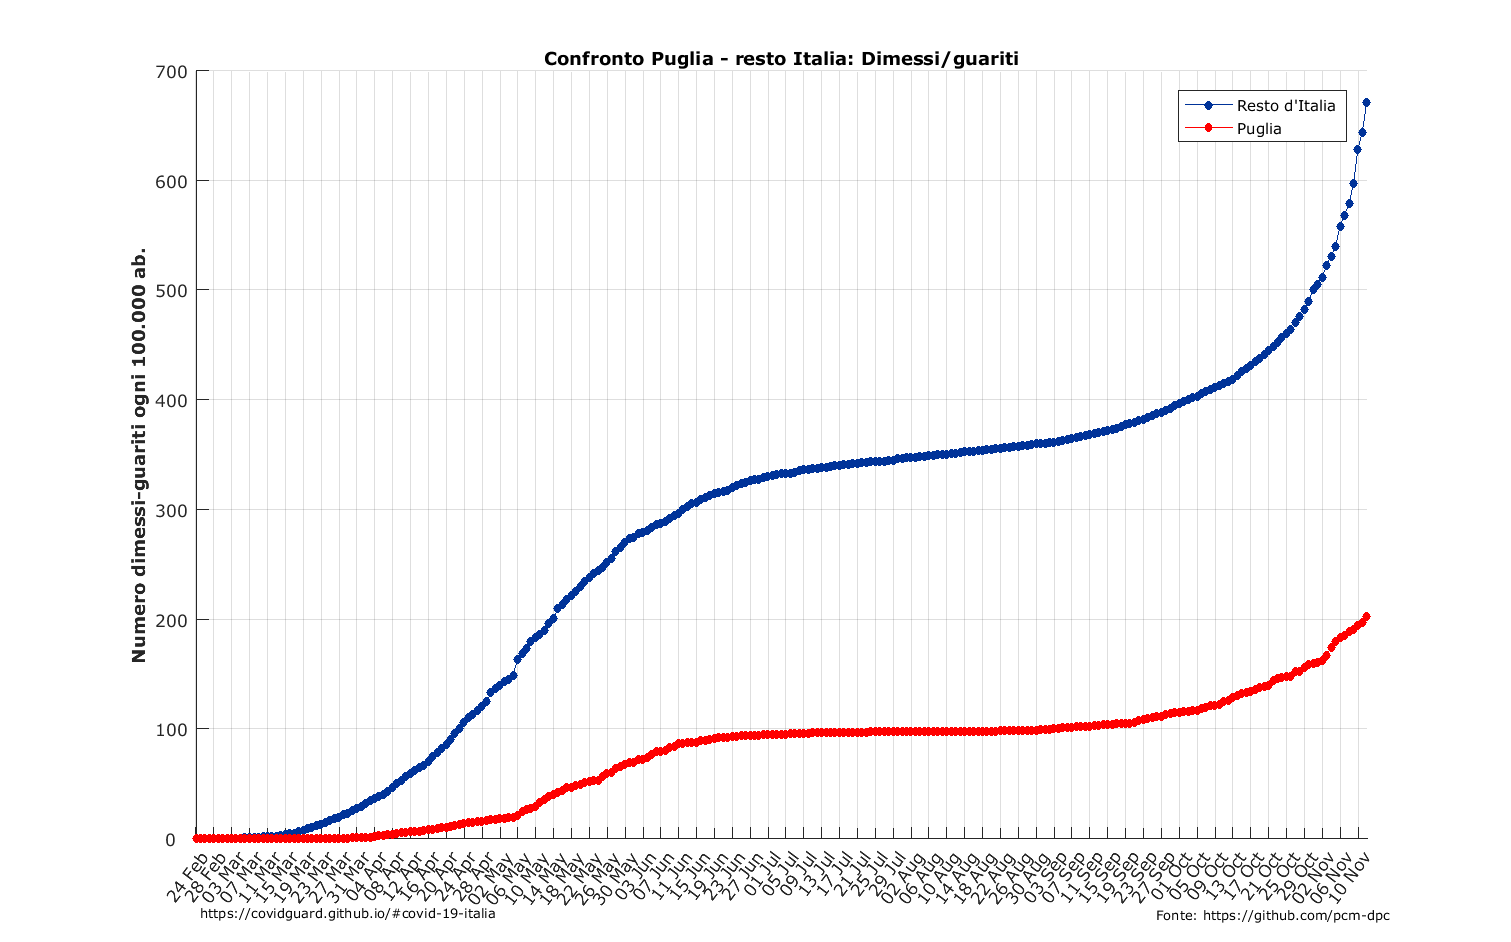 Confronto Puglia - resto Italia: Dimessi/guariti
Resto d'Italia
Puglia
Numero dimessi-guariti ogni 100.000 ab.
700
600
500
400
300
200
100
0
24 Feb
28 Feb
03 Mar
07 Mar
11 Mar
15 Mar
19 Mar
23 Mar
27 Mar
31 Mar
04 Apr
08 Apr
12 Apr
16 Apr
20 Apr
24 Apr
28 Apr
02 May
06 May
10 May
14 May
18 May
22 May
26 May
30 May
03 Jun
07 Jun
11 Jun
15 Jun
19 Jun
23 Jun
27 Jun
01 Jul
05 Jul
09 Jul
13 Jul
17 Jul
21 Jul
25 Jul
29 Jul
02 Aug
06 Aug
10 Aug
14 Aug
18 Aug
22 Aug
26 Aug
30 Aug
03 Sep
07 Sep
11 Sep
15 Sep
19 Sep
23 Sep
27 Sep
01 Oct
05 Oct
09 Oct
13 Oct
17 Oct
21 Oct
25 Oct
29 Oct
02 Nov
06 Nov
10 Nov
https://covidguard.github.io/#covid-19-italia
Fonte: https://github.com/pcm-dpc